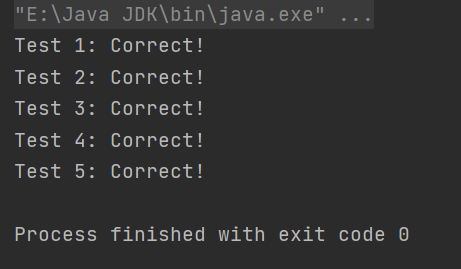 "E:\Java JDK\bin\java.exe" ...
Test 1: Correct!
Test 2: Correct!
Test 3: Correct!
Test 4: Correct!
Test 5: Correct!
Process finished with exit code 0